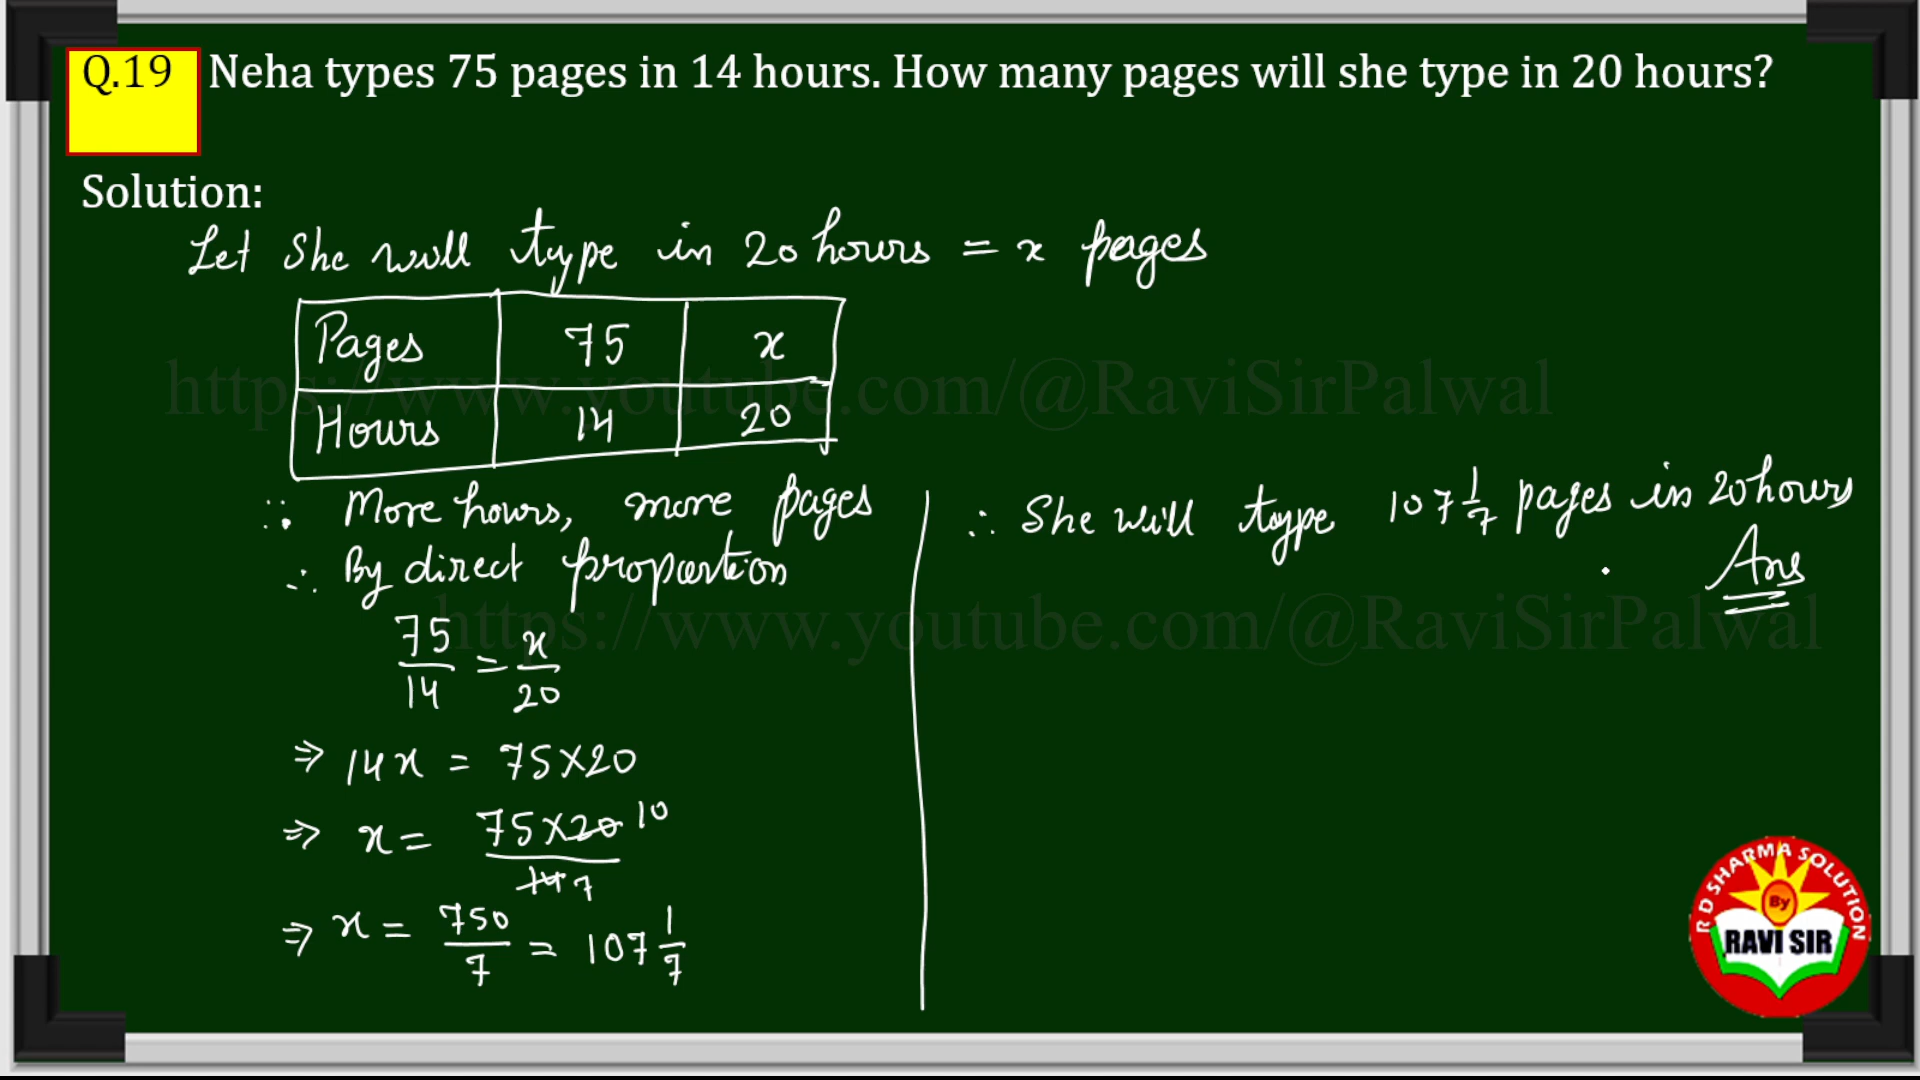 Q.19 Neha types 75 pages in 14 hours. How many pages will she type in 20 hours?
Solution:
Let She will type in 20 hours = x pages
Pages 75 x
Hours 14 20
∵ More hours, more pages
∴ By direct proportion
75/14 = x/20
⇒ 14x = 75×20
⇒ x = 75×20 10 / 14 7
⇒ x = 750/7 = 107 1/7
∴ She will type 107 1/7 pages in 20 hours
Ans
https://www.youtube.com/@RaviSirPalwal
https://www.youtube.com/@RaviSirPalwal
R D SHARMA SOLUTION
By
RAVI SIR